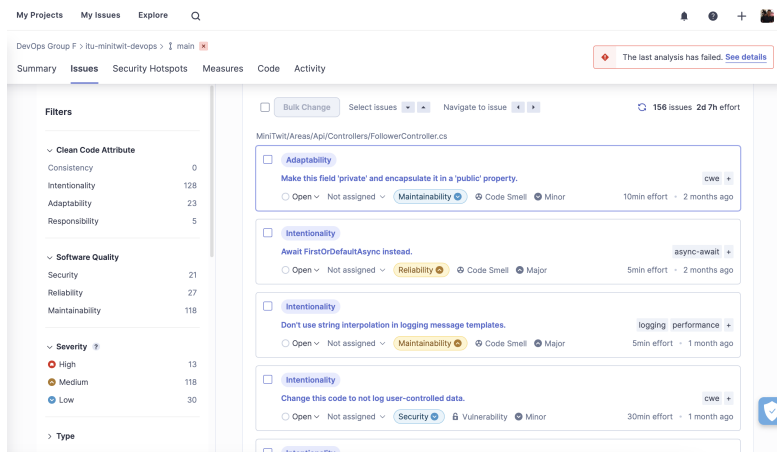 My Projects My Issues Explore
DevOps Group F > itu-minitwit-devops > main
The last analysis has failed. See details
Summary Issues Security Hotspots Measures Code Activity
Filters
Clean Code Attribute
Consistency 0
Intentionality 128
Adaptability 23
Responsibility 5
Software Quality
Security 21
Reliability 27
Maintainability 118
Severity ?
High 13
Medium 118
Low 30
Type
Bulk Change Select issues Navigate to issue 156 issues 2d 7h effort
MiniTwit/Areas/Api/Controllers/FollowerController.cs
Adaptability
Make this field 'private' and encapsulate it in a 'public' property. cwe +
Open Not assigned Maintainability Code Smell Minor 10min effort • 2 months ago
Intentionality
Await FirstOrDefaultAsync instead. async-await +
Open Not assigned Reliability Code Smell Major 5min effort • 2 months ago
Intentionality
Don't use string interpolation in logging message templates. logging performance +
Open Not assigned Maintainability Code Smell Major 5min effort • 1 month ago
Intentionality
Change this code to not log user-controlled data. cwe +
Open Not assigned Security Vulnerability Minor 30min effort • 1 month ago
Intentionality